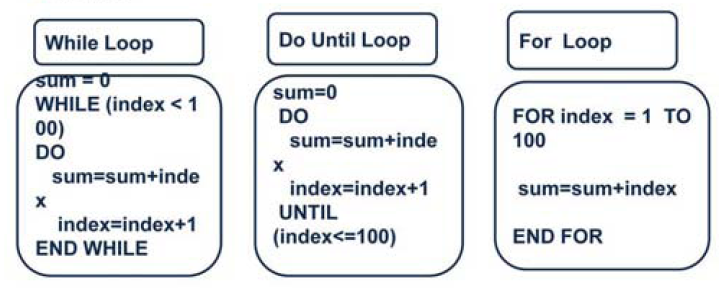 While Loop
sum = 0
WHILE (index < 1
00)
DO
sum=sum+inde
x
index=index+1
END WHILE
Do Until Loop
sum=0
DO
sum=sum+inde
x
index=index+1
UNTIL
(index<=100)
For Loop
FOR index = 1 TO
100
sum=sum+index
END FOR